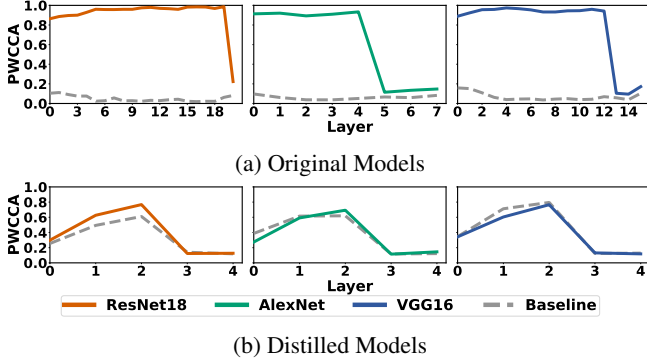 PWCCA
1.0
0.8
0.6
0.4
0.2
0.0
0 3 6 9 12 15 18
0 1 2 3 4 5 6 7
0 2 4 6 8 10 12 14
Layer
(a) Original Models
PWCCA
1.0
0.8
0.6
0.4
0.2
0.0
0 1 2 3 4
0 1 2 3 4
0 1 2 3 4
Layer
ResNet18 AlexNet VGG16 Baseline
(b) Distilled Models